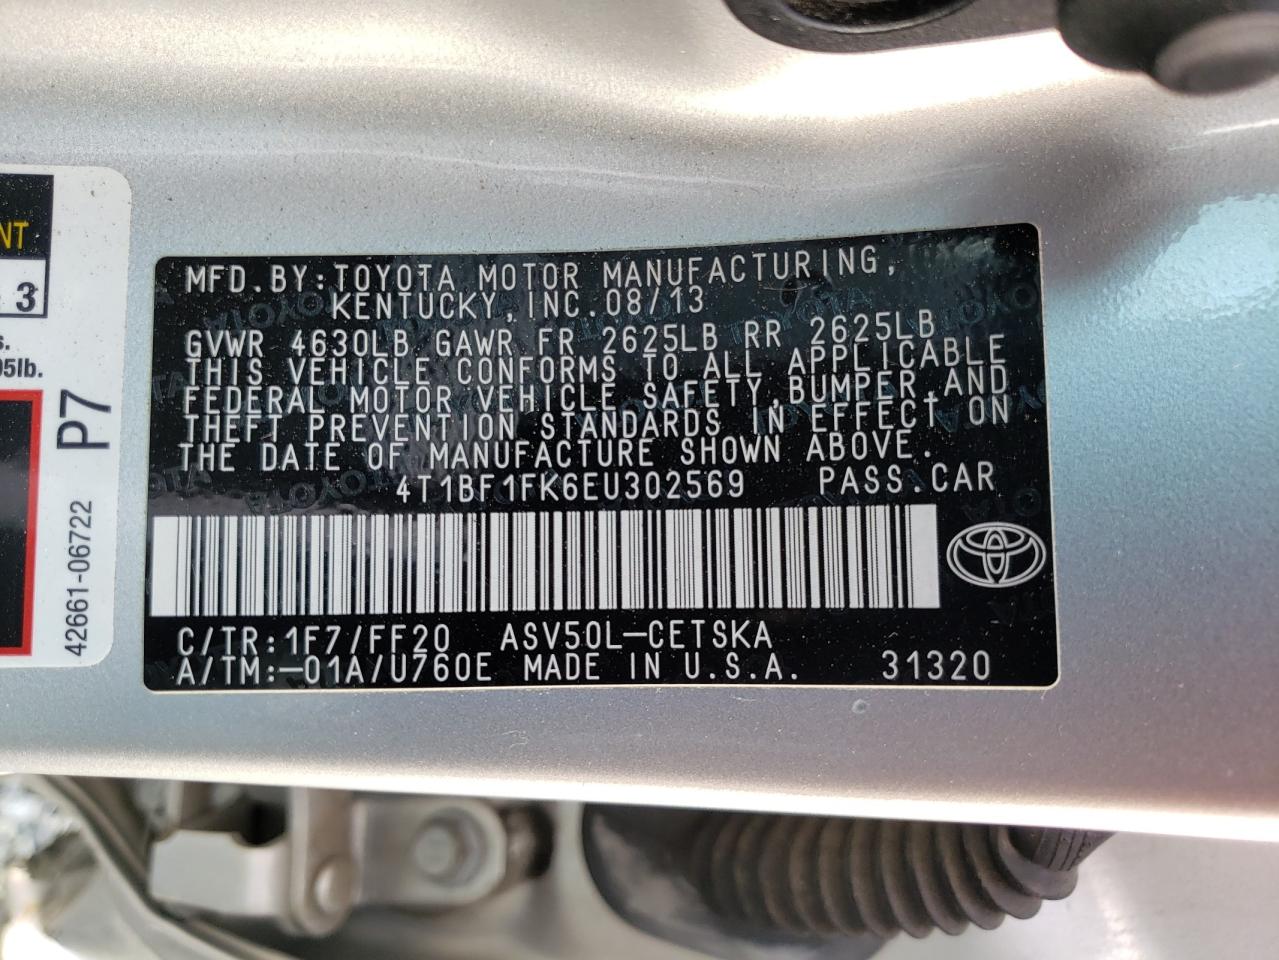 NT
3
s.
95lb.
P7
42661-06722
MFD.BY:TOYOTA MOTOR MANUFACTURING,
KENTUCKY,INC.08/13
GVWR 4630LB GAWR FR 2625LB RR 2625LB
THIS VEHICLE CONFORMS TO ALL APPLICABLE
FEDERAL MOTOR VEHICLE SAFETY,BUMPER,AND
THEFT PREVENTION STANDARDS IN EFFECT ON
THE DATE OF MANUFACTURE SHOWN ABOVE.
4T1BF1FK6EU302569 PASS.CAR
C/TR:1F7/FF20 ASV50L-CETSKA
A/TM:-01A/U760E MADE IN U.S.A. 31320